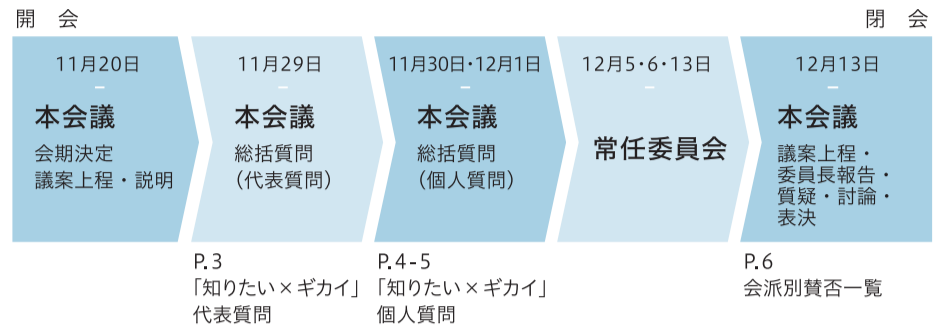 開　会
閉　会
11月20日
本会議
会期決定
議案上程・説明
11月29日
本会議
総括質問
（代表質問）
11月30日・12月1日
本会議
総括質問
（個人質問）
12月5・6・13日
常任委員会
12月13日
本会議
議案上程・
委員長報告・
質疑・討論・
表決
P.3
「知りたい×ギカイ」
代表質問
P.4-5
「知りたい×ギカイ」
個人質問
P.6
会派別賛否一覧